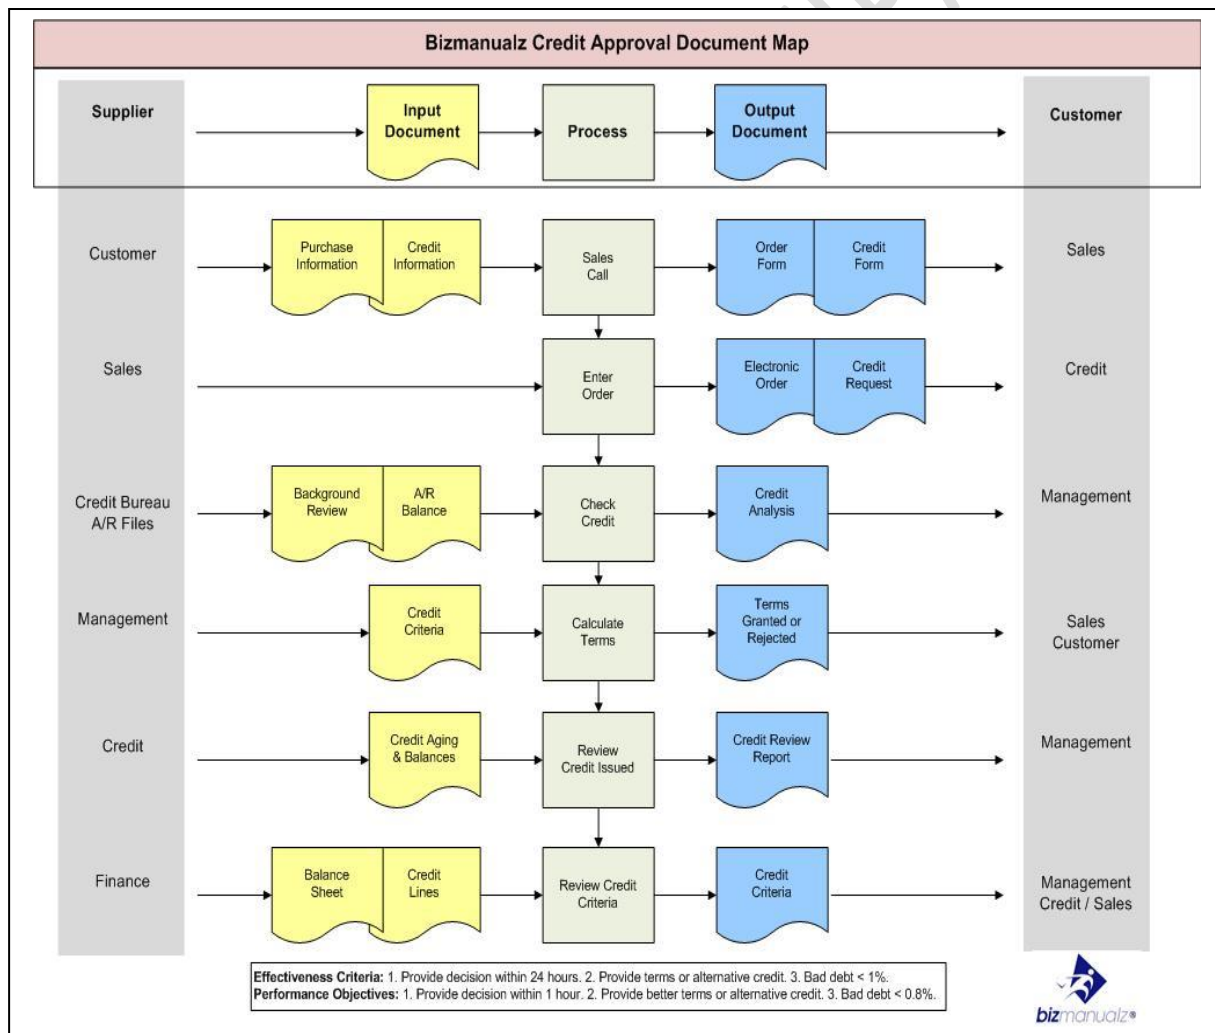 Bizmanualz Credit Approval Document Map
Supplier
Input
Document
Process
Output
Document
Customer
Customer
Purchase
Information
Credit
Information
Sales
Call
Order
Form
Credit
Form
Sales
Sales
Enter
Order
Electronic
Order
Credit
Request
Credit
Credit Bureau
A/R Files
Background
Review
A/R
Balance
Check
Credit
Credit
Analysis
Management
Management
Credit
Criteria
Calculate
Terms
Terms
Granted or
Rejected
Sales
Customer
Credit
Credit Aging
& Balances
Review
Credit Issued
Credit Review
Report
Management
Finance
Balance
Sheet
Credit
Lines
Review Credit
Criteria
Credit
Criteria
Management
Credit / Sales
Effectiveness Criteria: 1. Provide decision within 24 hours. 2. Provide terms or alternative credit. 3. Bad debt < 1%.
Performance Objectives: 1. Provide decision within 1 hour. 2. Provide better terms or alternative credit. 3. Bad debt < 0.8%.
bizmanualz®